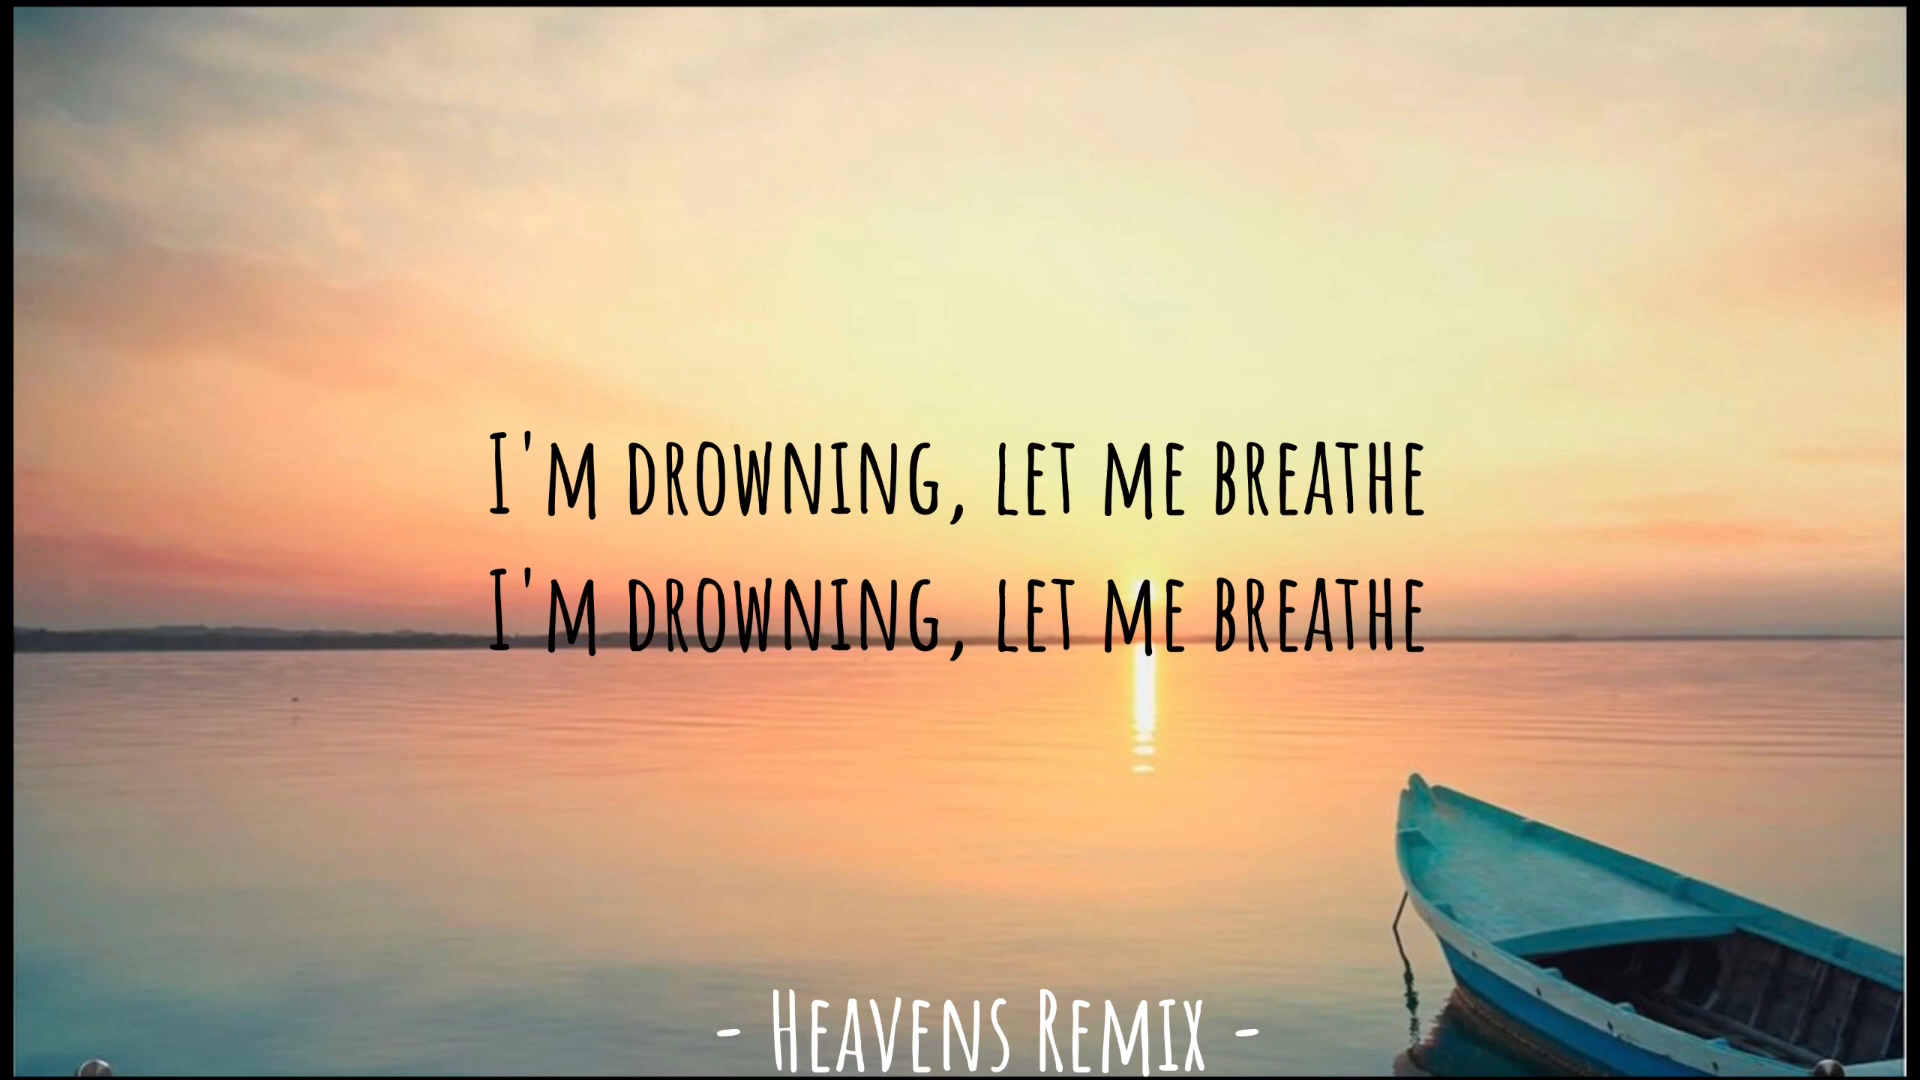 I'm drowning, let me breathe
I'm drowning, let me breathe
- Heavens Remix -